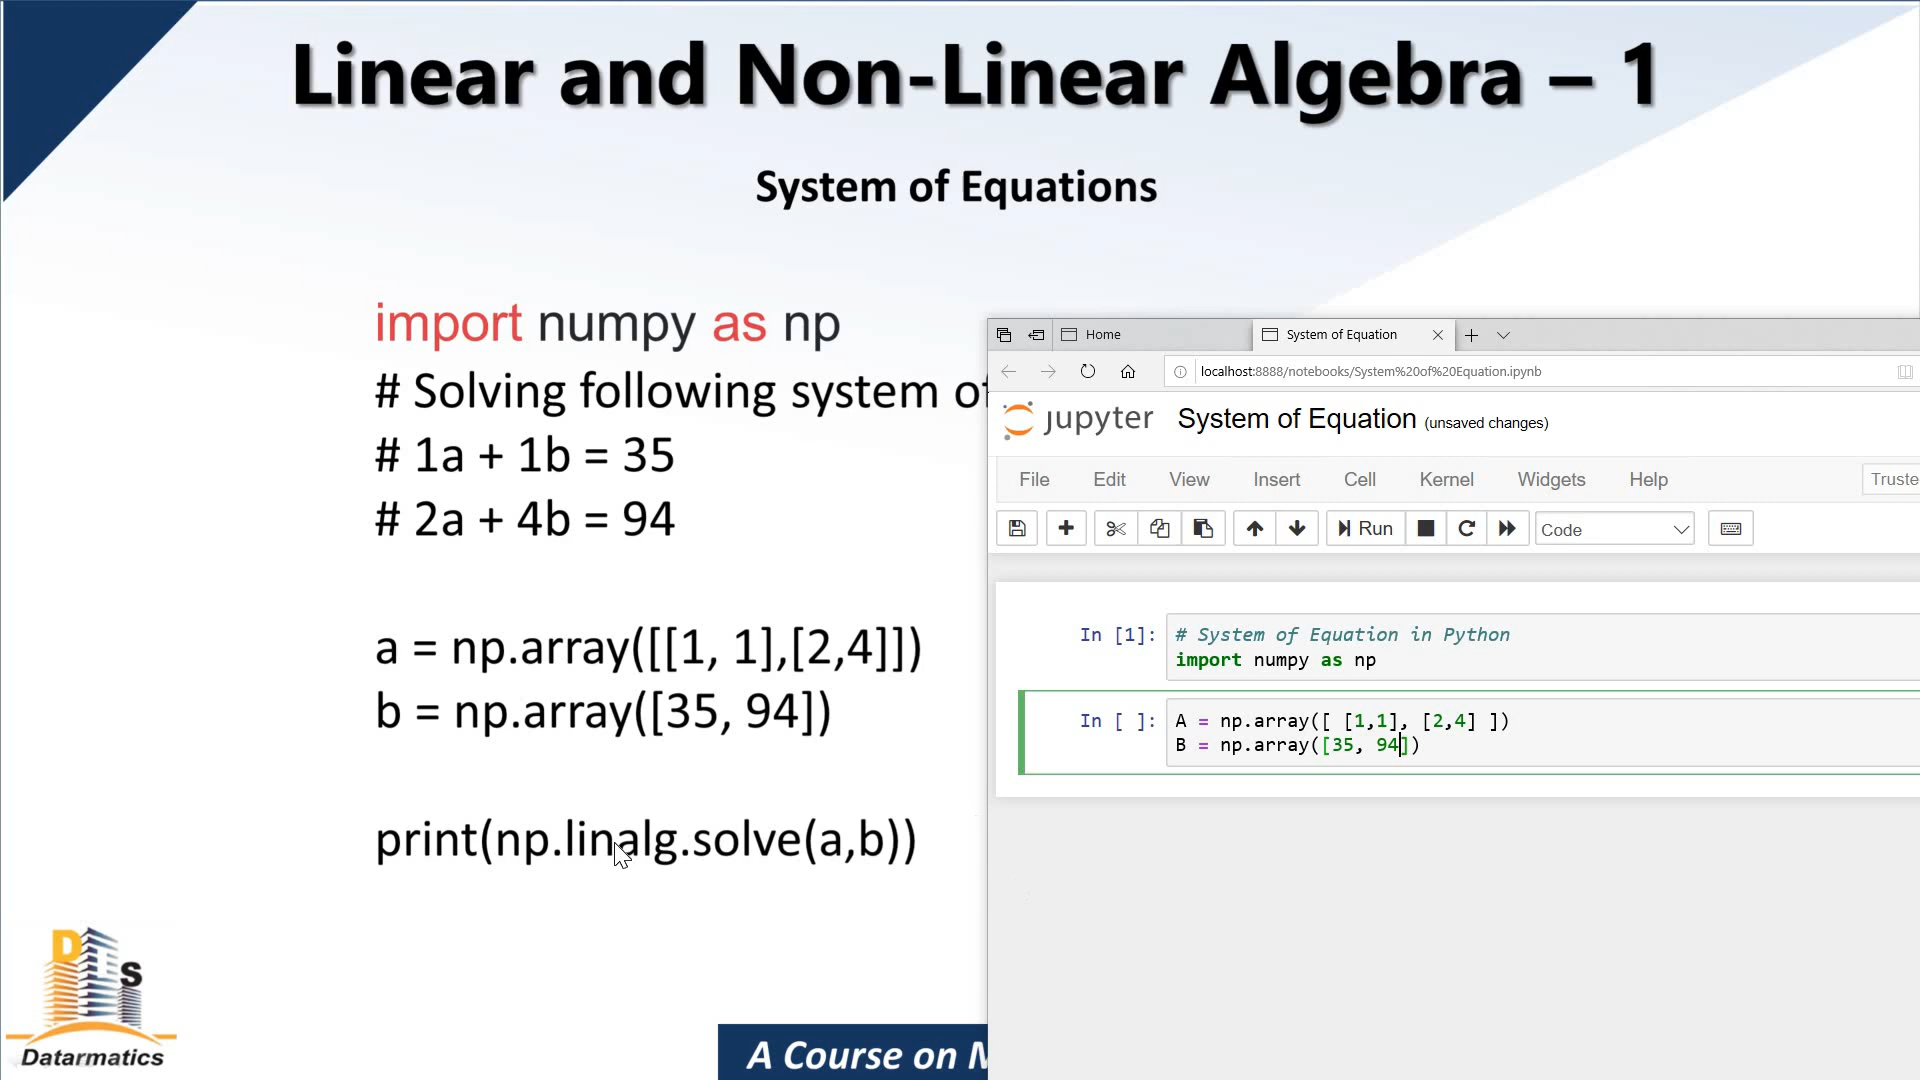 Linear and Non-Linear Algebra – 1
System of Equations
import numpy as np
# Solving following system of
# 1a + 1b = 35
# 2a + 4b = 94
a = np.array([[1, 1],[2,4]])
b = np.array([35, 94])
print(np.linalg.solve(a,b))
DIS
Datarmatics
A Course on
Home
System of Equation
localhost:8888/notebooks/System%20of%20Equation.ipynb
jupyter System of Equation (unsaved changes)
File Edit View Insert Cell Kernel Widgets Help
Run Code
In [1]: # System of Equation in Python
import numpy as np
In [ ]: A = np.array([ [1,1], [2,4] ])
B = np.array([35, 94])